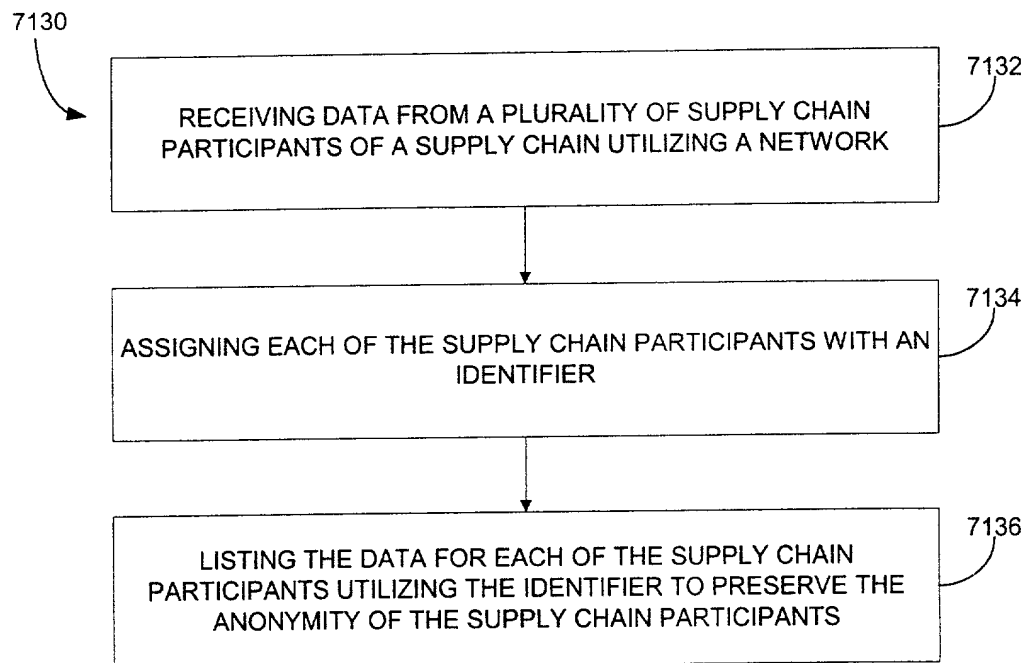 7130
7132
RECEIVING DATA FROM A PLURALITY OF SUPPLY CHAIN
PARTICIPANTS OF A SUPPLY CHAIN UTILIZING A NETWORK
7134
ASSIGNING EACH OF THE SUPPLY CHAIN PARTICIPANTS WITH AN
IDENTIFIER
7136
LISTING THE DATA FOR EACH OF THE SUPPLY CHAIN
PARTICIPANTS UTILIZING THE IDENTIFIER TO PRESERVE THE
ANONYMITY OF THE SUPPLY CHAIN PARTICIPANTS